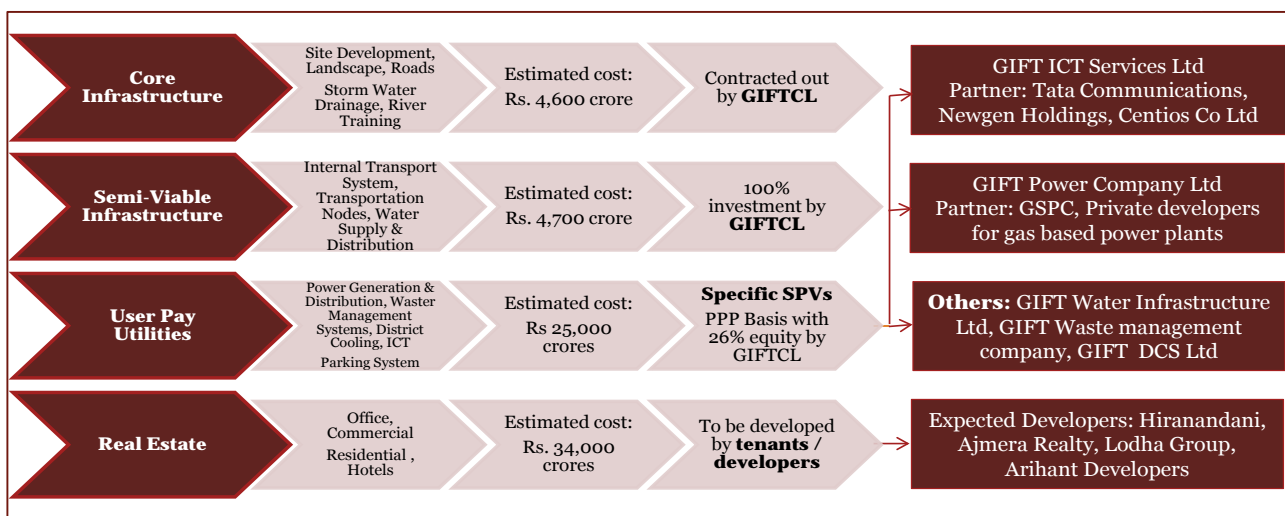 Core
Infrastructure
Site Development,
Landscape, Roads
Storm Water
Drainage, River
Training
Estimated cost:
Rs. 4,600 crore
Contracted out
by GIFTCL
GIFT ICT Services Ltd
Partner: Tata Communications,
Newgen Holdings, Centios Co Ltd
Semi-Viable
Infrastructure
Internal Transport
System,
Transportation
Nodes, Water
Supply &
Distribution
Estimated cost:
Rs. 4,700 crore
100%
investment by
GIFTCL
GIFT Power Company Ltd
Partner: GSPC, Private developers
for gas based power plants
User Pay
Utilities
Power Generation &
Distribution, Waster
Management
Systems, District
Cooling, ICT
Parking System
Estimated cost:
Rs 25,000
crores
Specific SPVs
PPP Basis with
26% equity by
GIFTCL
Others: GIFT Water Infrastructure
Ltd, GIFT Waste management
company, GIFT DCS Ltd
Real Estate
Office,
Commercial
Residential ,
Hotels
Estimated cost:
Rs. 34,000
crores
To be developed
by tenants /
developers
Expected Developers: Hiranandani,
Ajmera Realty, Lodha Group,
Arihant Developers